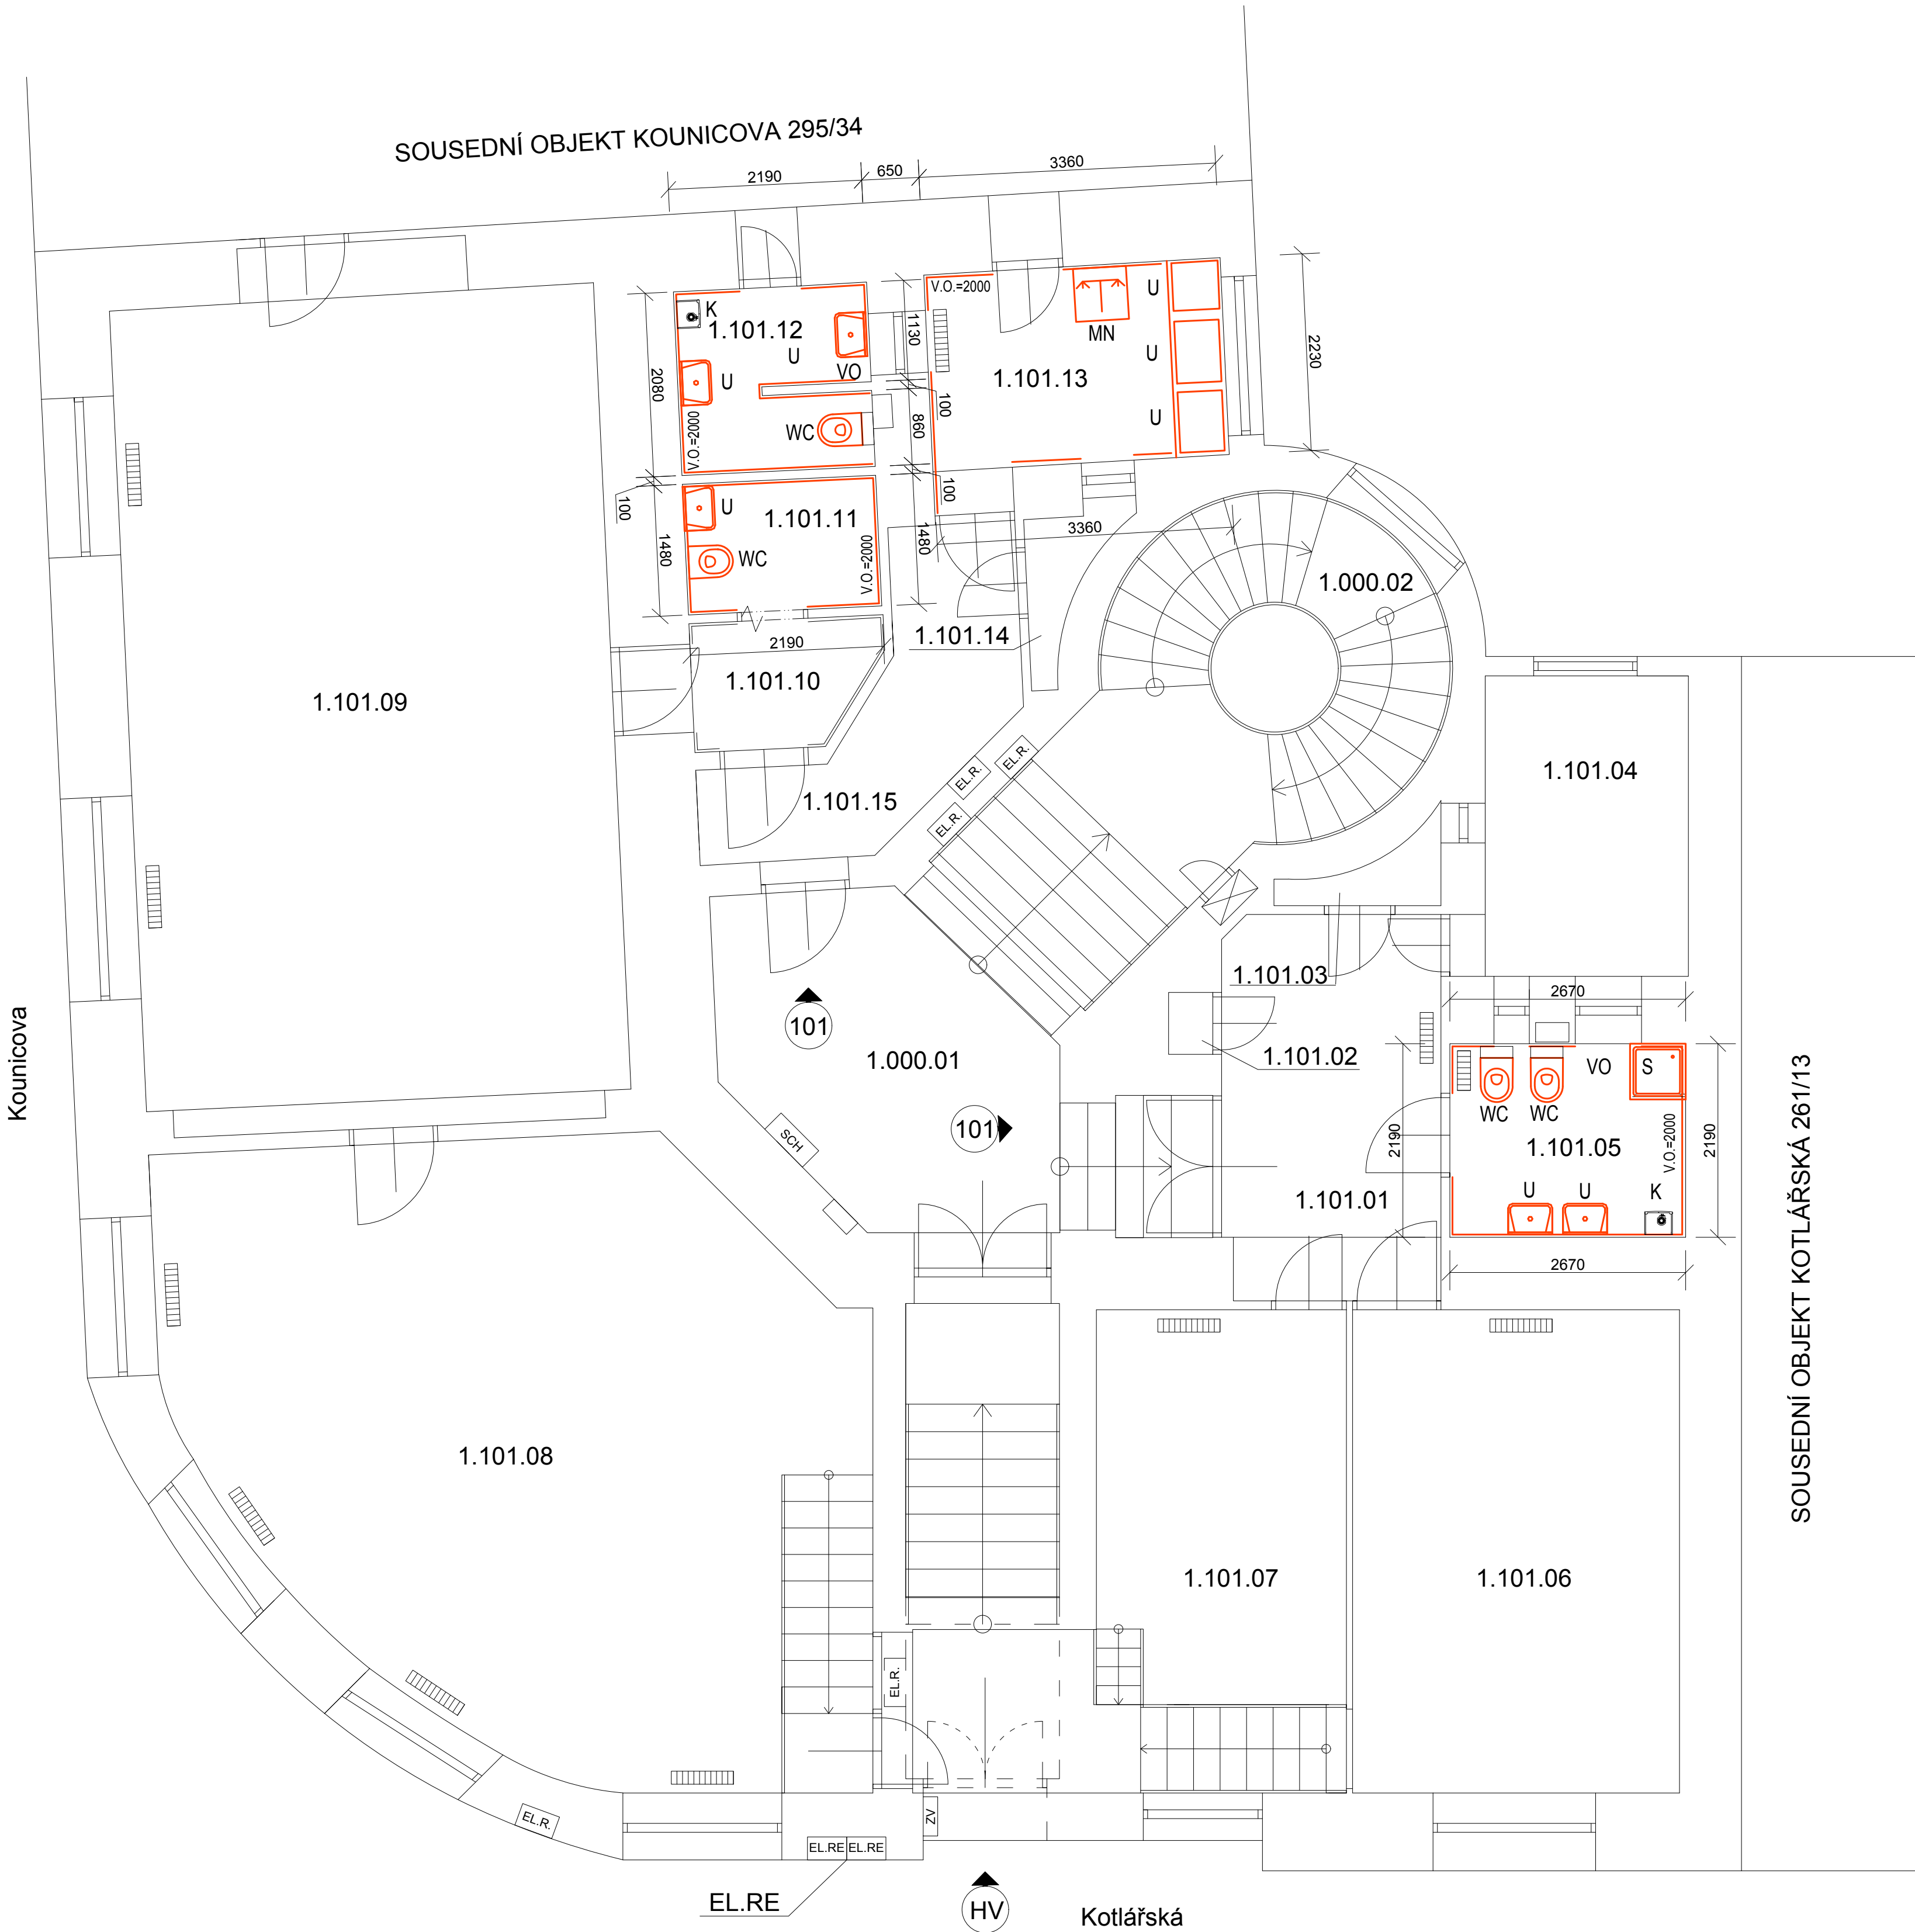 SOUSEDNÍ OBJEKT KOUNICOVA 295/34
2190
650
3360
V.O.=2000
MN
U
U
U
1.101.13
2230
K
1.101.12
U
VO
U
WC
V.O.=2000
2080
1130
100
860
100
100
1480
1480
3360
U
1.101.11
WC
V.O.=2000
1.000.02
1.101.14
2190
1.101.10
1.101.09
1.101.15
EL.R.
EL.R.
EL.R.
1.101.04
1.101.03
2670
101
1.000.01
1.101.02
101
SCH
Kounicova
2190
WC
WC
VO
S
1.101.05
V.O.=2000
2190
U
U
K
1.101.01
2670
SOUSEDNÍ OBJEKT KOTLÁŘSKÁ 261/13
1.101.08
1.101.07
1.101.06
EL.R.
EL.R.
ZV
EL.RE
EL.RE
EL.RE
HV
Kotlářská